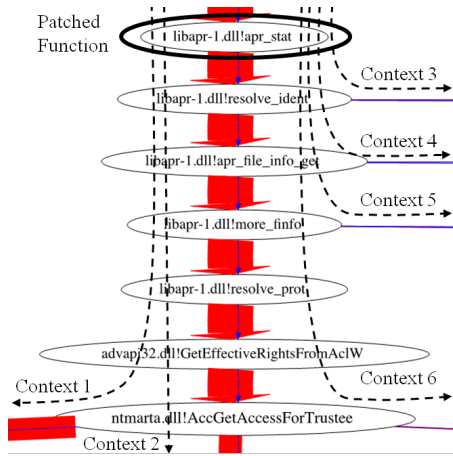 Patched
Function
libapr-1.dll!apr_stat
Context 3
libapr-1.dll!resolve_ident
Context 4
libapr-1.dll!apr_file_info_get
Context 5
libapr-1.dll!more_finfo
libapr-1.dll!resolve_prot
advapi32.dll!GetEffectiveRightsFromAclW
Context 1
Context 6
ntmarta.dll!AccGetAccessForTrustee
Context 2